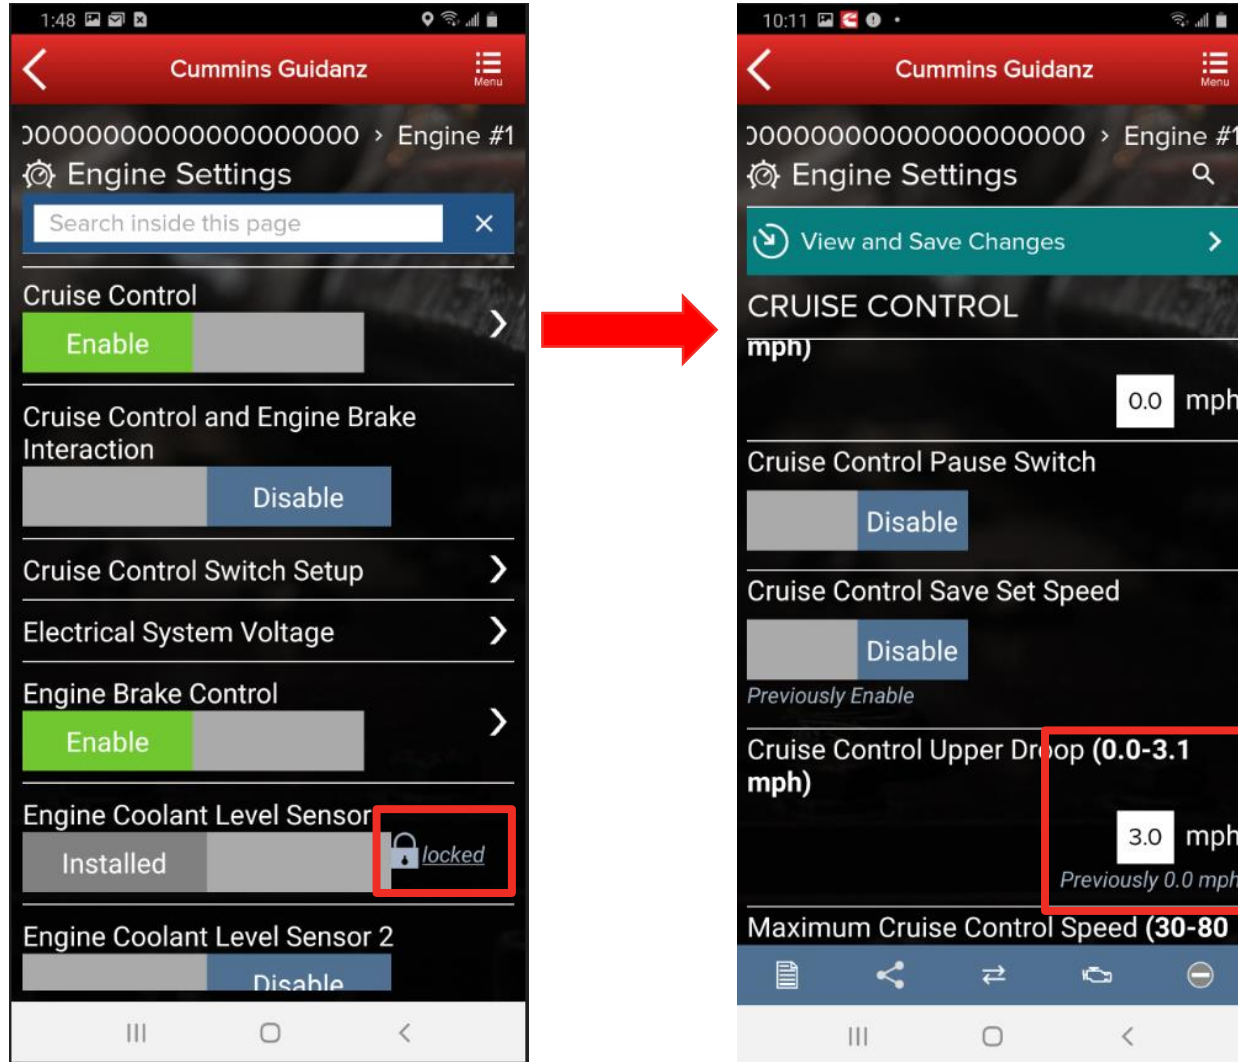 1:48
Cummins Guidanz
Menu
00000000000000000000 > Engine #1
Engine Settings
Search inside this page
Cruise Control
Enable
Cruise Control and Engine Brake
Interaction
Disable
Cruise Control Switch Setup
Electrical System Voltage
Engine Brake Control
Enable
Engine Coolant Level Sensor
Installed
locked
Engine Coolant Level Sensor 2
Disable
10:11
Cummins Guidanz
Menu
00000000000000000000 > Engine #1
Engine Settings
View and Save Changes
CRUISE CONTROL
mph)
0.0 mph
Cruise Control Pause Switch
Disable
Cruise Control Save Set Speed
Disable
Previously Enable
Cruise Control Upper Droop (0.0-3.1
mph)
3.0 mph
Previously 0.0 mph
Maximum Cruise Control Speed (30-80